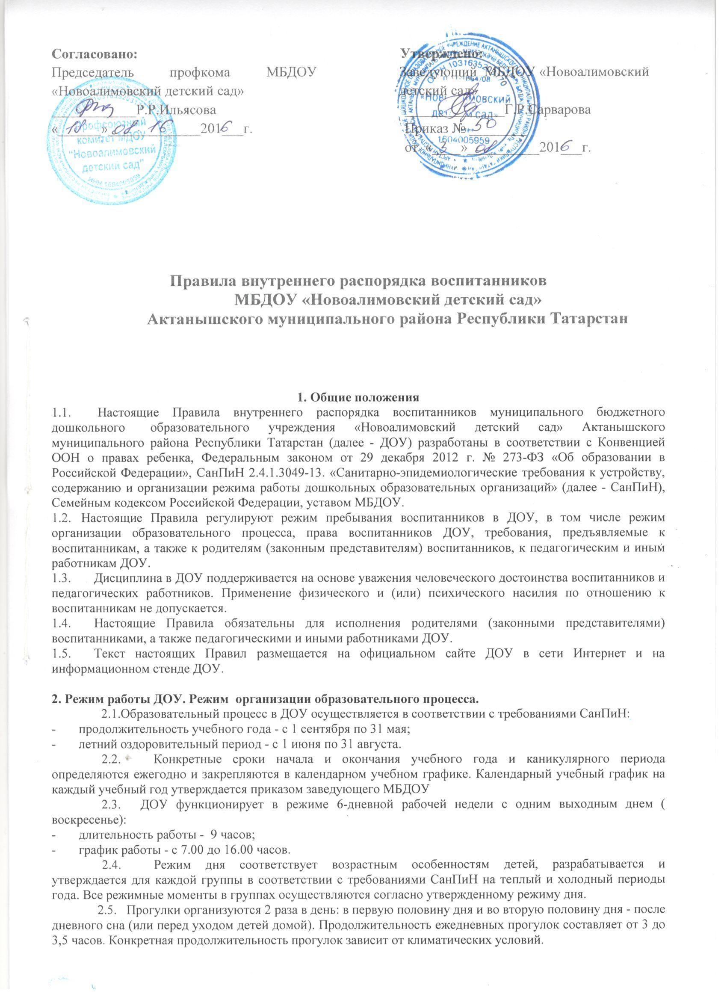 Согласовано:
Председатель профкома МБДОУ
«Новоалимовский детский сад»
Р.Р.Ильясова
« 18 » 08 16 2016 г.
Профсоюзный
комитет МДОУ
"Новоалимовский
детский сад"
ИНН 1604005959
Утверждено:
Заведующий МБДОУ «Новоалимовский
детский сад»
Г.Р.Сарварова
Приказ № 50
от « 3 » 08 2016 г.
1604005959
Правила внутреннего распорядка воспитанников
МБДОУ «Новоалимовский детский сад»
Актанышского муниципального района Республики Татарстан
1. Общие положения
1.1. Настоящие Правила внутреннего распорядка воспитанников муниципального бюджетного
дошкольного образовательного учреждения «Новоалимовский детский сад» Актанышского
муниципального района Республики Татарстан (далее - ДОУ) разработаны в соответствии с Конвенцией
ООН о правах ребенка, Федеральным законом от 29 декабря 2012 г. № 273-ФЗ «Об образовании в
Российской Федерации», СанПиН 2.4.1.3049-13. «Санитарно-эпидемиологические требования к устройству,
содержанию и организации режима работы дошкольных образовательных организаций» (далее - СанПиН),
Семейным кодексом Российской Федерации, уставом МБДОУ.
1.2. Настоящие Правила регулируют режим пребывания воспитанников в ДОУ, в том числе режим
организации образовательного процесса, права воспитанников ДОУ, требования, предъявляемые к
воспитанникам, а также к родителям (законным представителям) воспитанников, к педагогическим и иным
работникам ДОУ.
1.3. Дисциплина в ДОУ поддерживается на основе уважения человеческого достоинства воспитанников и
педагогических работников. Применение физического и (или) психического насилия по отношению к
воспитанникам не допускается.
1.4. Настоящие Правила обязательны для исполнения родителями (законными представителями)
воспитанниками, а также педагогическими и иными работниками ДОУ.
1.5. Текст настоящих Правил размещается на официальном сайте ДОУ в сети Интернет и на
информационном стенде ДОУ.
2. Режим работы ДОУ. Режим организации образовательного процесса.
2.1.Образовательный процесс в ДОУ осуществляется в соответствии с требованиями СанПиН:
- продолжительность учебного года - с 1 сентября по 31 мая;
- летний оздоровительный период - с 1 июня по 31 августа.
2.2. Конкретные сроки начала и окончания учебного года и каникулярного периода
определяются ежегодно и закрепляются в календарном учебном графике. Календарный учебный график на
каждый учебный год утверждается приказом заведующего МБДОУ
2.3. ДОУ функционирует в режиме 6-дневной рабочей недели с одним выходным днем (
воскресенье):
- длительность работы - 9 часов;
- график работы - с 7.00 до 16.00 часов.
2.4. Режим дня соответствует возрастным особенностям детей, разрабатывается и
утверждается для каждой группы в соответствии с требованиями СанПиН на теплый и холодный периоды
года. Все режимные моменты в группах осуществляются согласно утвержденному режиму дня.
2.5. Прогулки организуются 2 раза в день: в первую половину дня и во вторую половину дня - после
дневного сна (или перед уходом детей домой). Продолжительность ежедневных прогулок составляет от 3 до
3,5 часов. Конкретная продолжительность прогулок зависит от климатических условий.